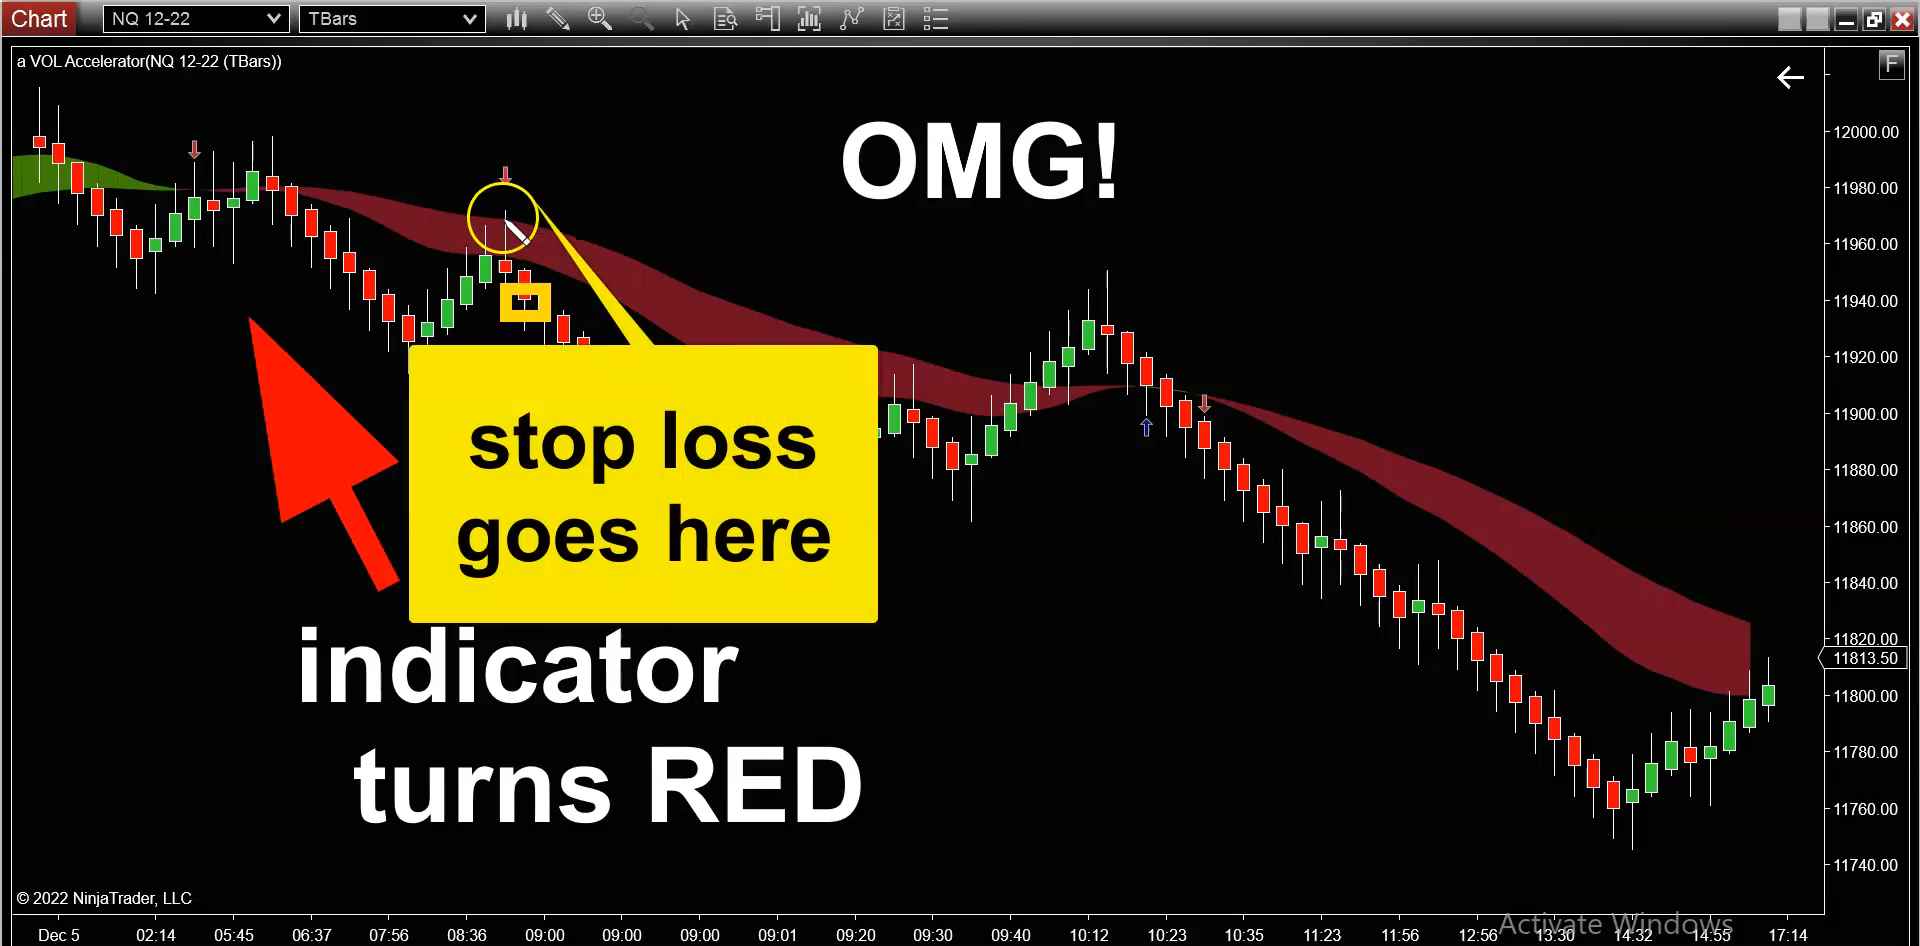 Chart
NQ 12-22
TBars
a VOL Accelerator(NQ 12-22 (TBars))
F
OMG!
stop loss
goes here
indicator
turns RED
12000.00
11980.00
11960.00
11940.00
11920.00
11900.00
11880.00
11860.00
11840.00
11820.00
11813.50
11800.00
11780.00
11760.00
11740.00
© 2022 NinjaTrader, LLC
Activate Windows
Dec 5 02:14 05:45 06:37 07:56 08:36 09:00 09:00 09:00 09:01 09:20 09:30 09:40 10:12 10:23 10:35 11:23 11:56 12:56 13:30 14:32 14:55 17:14